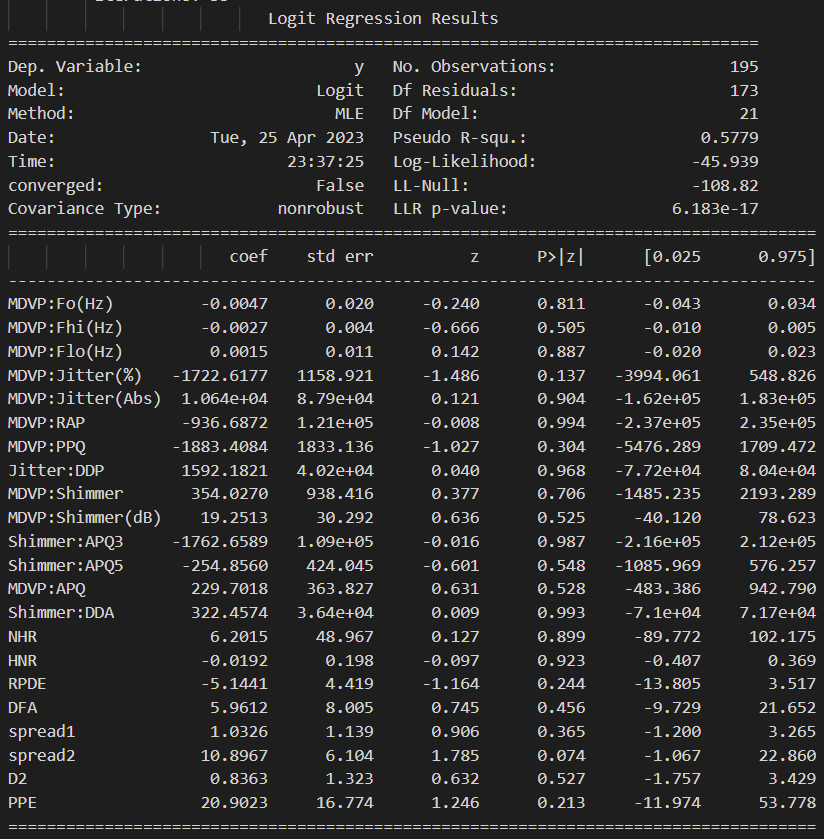 Logit Regression Results
==============================================================================
Dep. Variable: y No. Observations: 195
Model: Logit Df Residuals: 173
Method: MLE Df Model: 21
Date: Tue, 25 Apr 2023 Pseudo R-squ.: 0.5779
Time: 23:37:25 Log-Likelihood: -45.939
converged: False LL-Null: -108.82
Covariance Type: nonrobust LLR p-value: 6.183e-17
====================================================================================
coef std err z P>|z| [0.025 0.975]
------------------------------------------------------------------------------------
MDVP:Fo(Hz) -0.0047 0.020 -0.240 0.811 -0.043 0.034
MDVP:Fhi(Hz) -0.0027 0.004 -0.666 0.505 -0.010 0.005
MDVP:Flo(Hz) 0.0015 0.011 0.142 0.887 -0.020 0.023
MDVP:Jitter(%) -1722.6177 1158.921 -1.486 0.137 -3994.061 548.826
MDVP:Jitter(Abs) 1.064e+04 8.79e+04 0.121 0.904 -1.62e+05 1.83e+05
MDVP:RAP -936.6872 1.21e+05 -0.008 0.994 -2.37e+05 2.35e+05
MDVP:PPQ -1883.4084 1833.136 -1.027 0.304 -5476.289 1709.472
Jitter:DDP 1592.1821 4.02e+04 0.040 0.968 -7.72e+04 8.04e+04
MDVP:Shimmer 354.0270 938.416 0.377 0.706 -1485.235 2193.289
MDVP:Shimmer(dB) 19.2513 30.292 0.636 0.525 -40.120 78.623
Shimmer:APQ3 -1762.6589 1.09e+05 -0.016 0.987 -2.16e+05 2.12e+05
Shimmer:APQ5 -254.8560 424.045 -0.601 0.548 -1085.969 576.257
MDVP:APQ 229.7018 363.827 0.631 0.528 -483.386 942.790
Shimmer:DDA 322.4574 3.64e+04 0.009 0.993 -7.1e+04 7.17e+04
NHR 6.2015 48.967 0.127 0.899 -89.772 102.175
HNR -0.0192 0.198 -0.097 0.923 -0.407 0.369
RPDE -5.1441 4.419 -1.164 0.244 -13.805 3.517
DFA 5.9612 8.005 0.745 0.456 -9.729 21.652
spread1 1.0326 1.139 0.906 0.365 -1.200 3.265
spread2 10.8967 6.104 1.785 0.074 -1.067 22.860
D2 0.8363 1.323 0.632 0.527 -1.757 3.429
PPE 20.9023 16.774 1.246 0.213 -11.974 53.778
====================================================================================